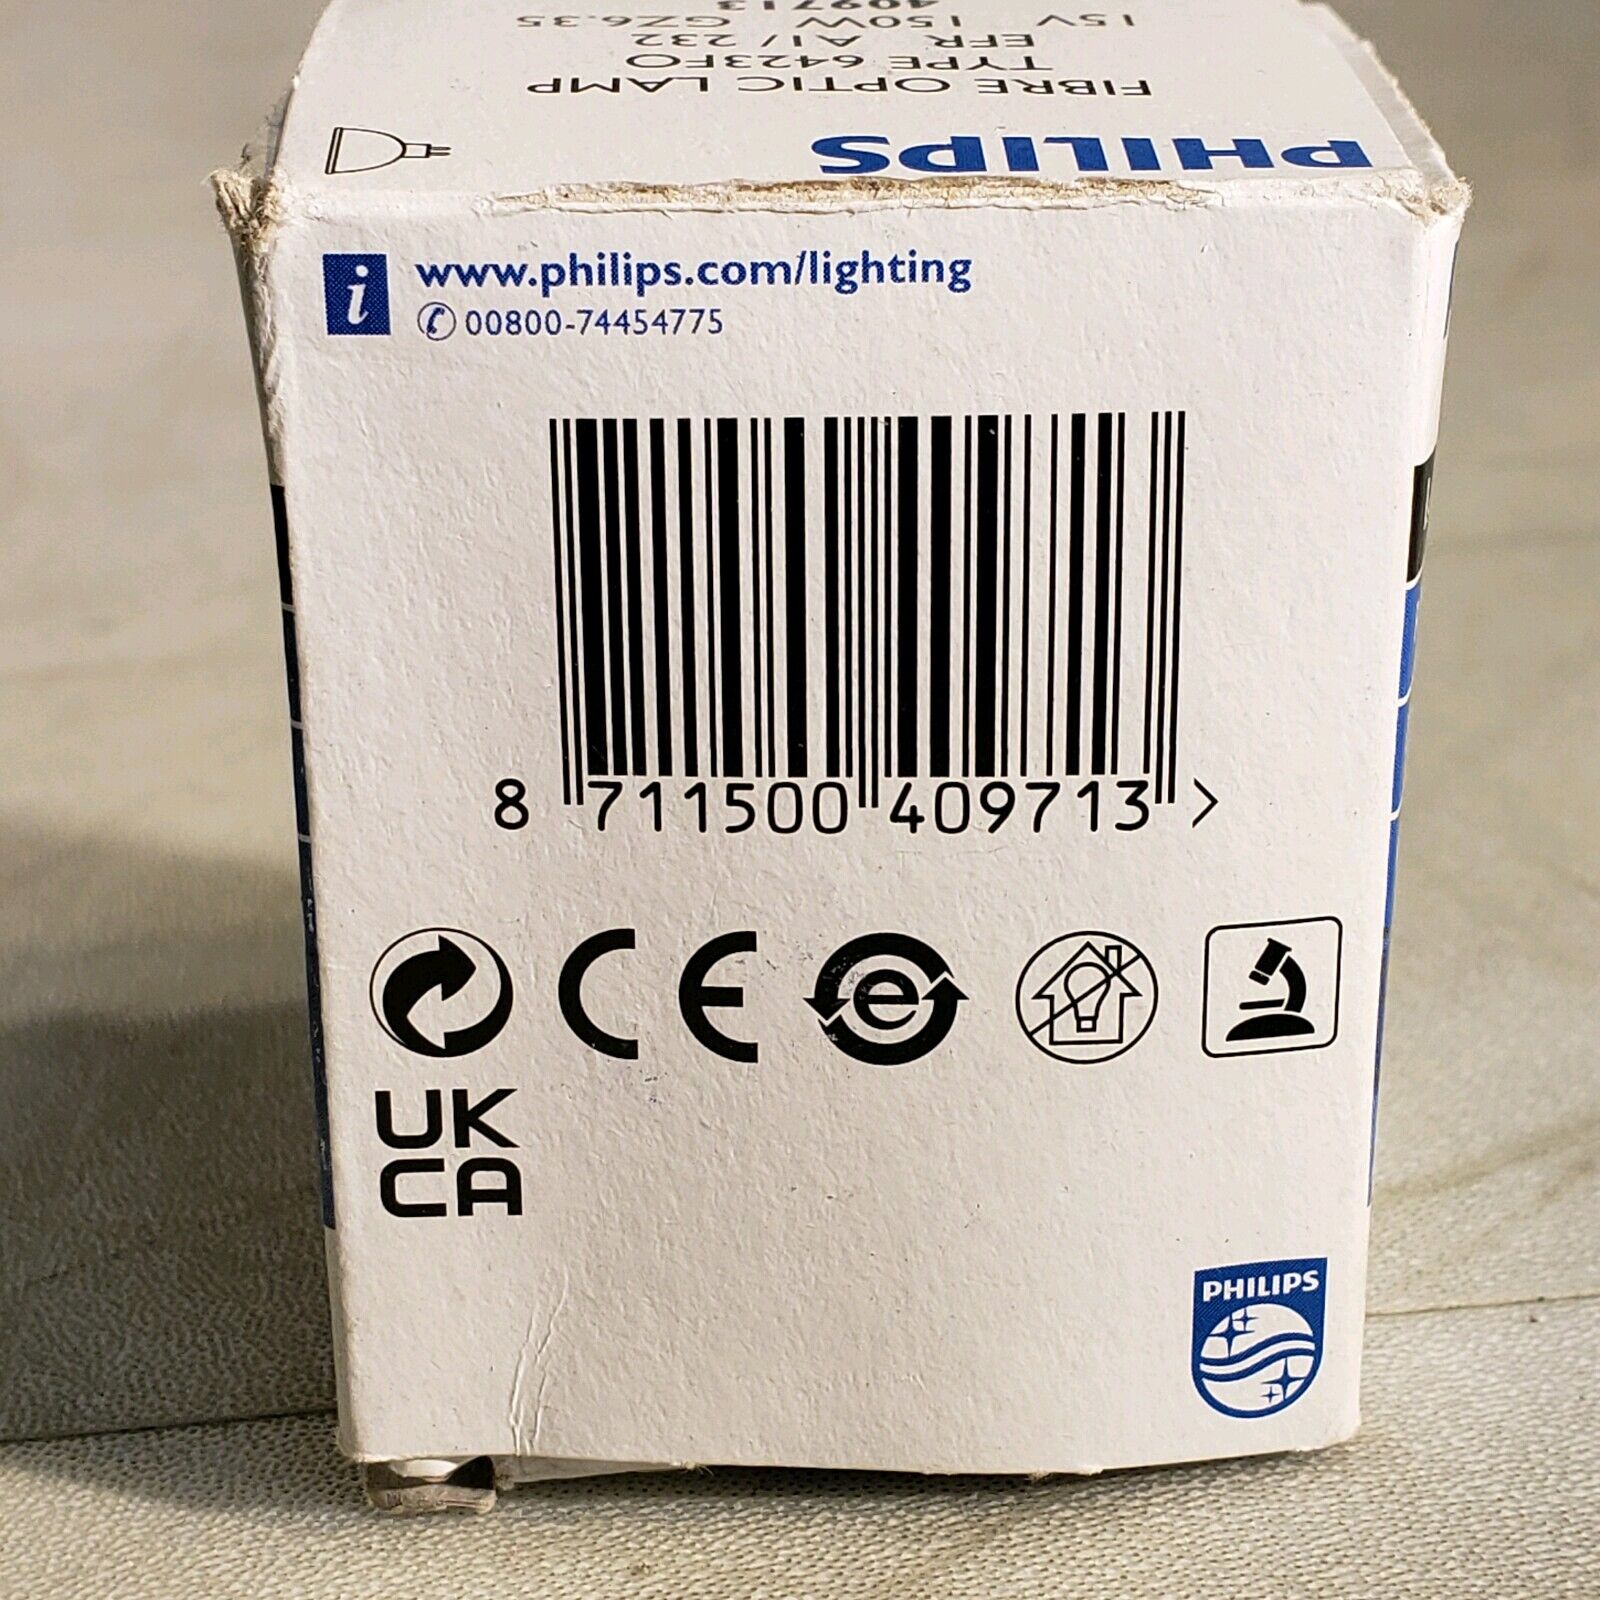 409713
15V 150W GZ6.35
EFR A1/232
TYPE 6423FO
FIBRE OPTIC LAMP
PHILIPS
i www.philips.com/lighting
00800-74454775
8 711500 409713 >
CE e
UK
CA
PHILIPS